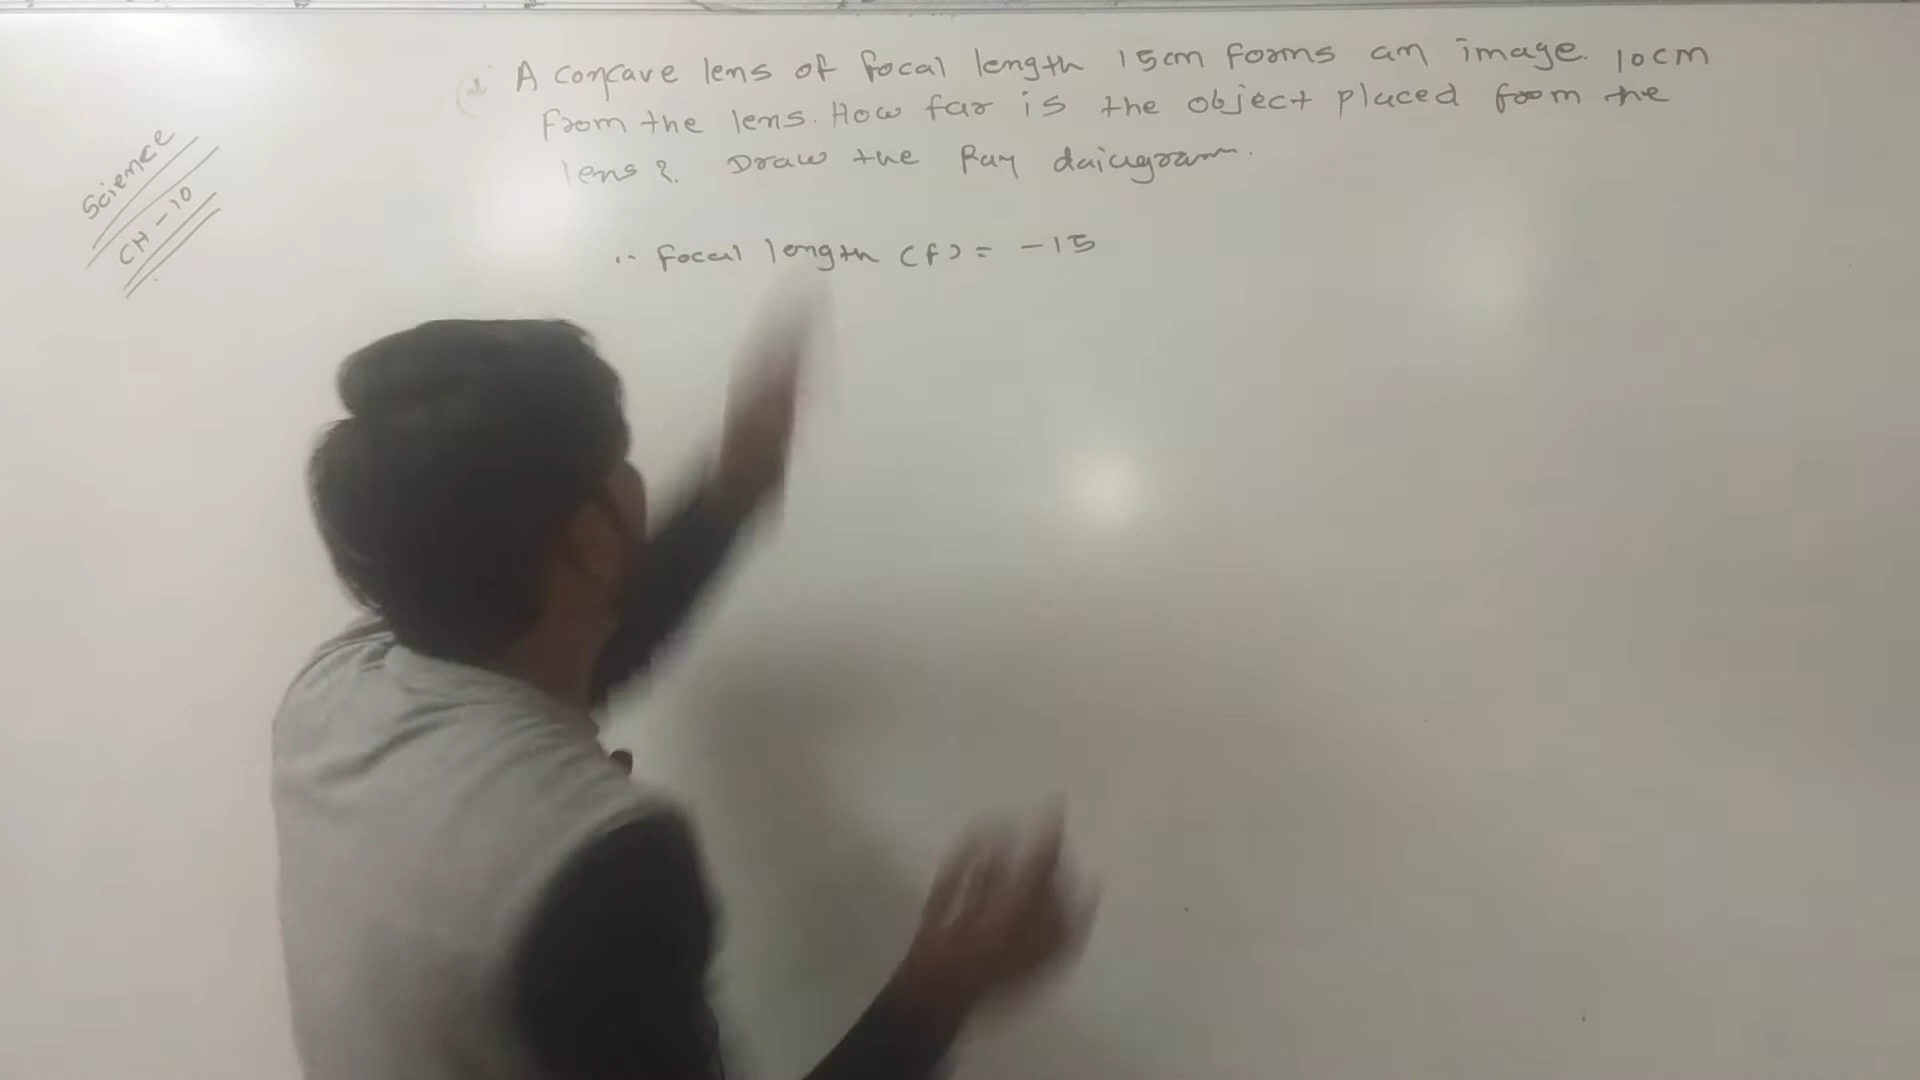 A concave lens of focal length 15cm forms an image 10cm
from the lens. How far is the object placed from the
lens?. Draw the Ray daiugram.
Science
CH-10
∴ focal length (f) = -15